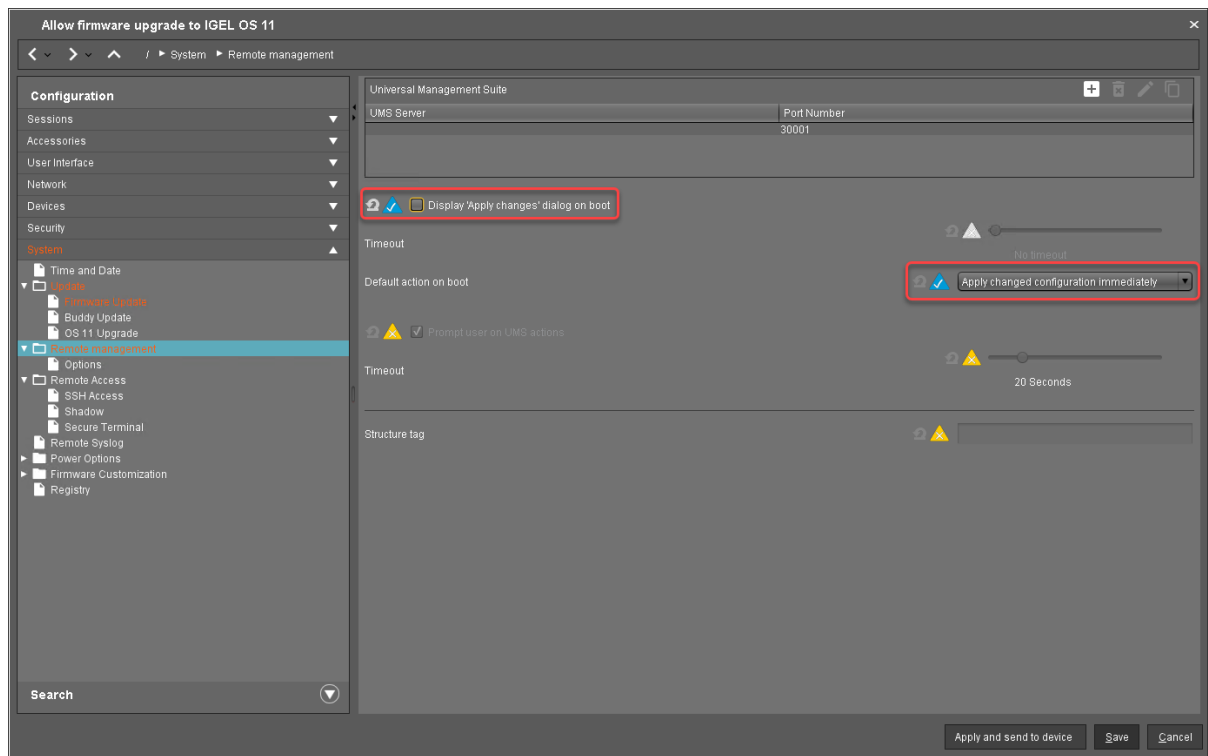 Allow firmware upgrade to IGEL OS 11
/ System Remote management
Configuration
Sessions
Accessories
User Interface
Network
Devices
Security
System
Time and Date
Update
Firmware Update
Buddy Update
OS 11 Upgrade
Remote management
Options
Remote Access
SSH Access
Shadow
Secure Terminal
Remote Syslog
Power Options
Firmware Customization
Registry
Search
Universal Management Suite
UMS Server Port Number
30001
Display 'Apply changes' dialog on boot
Timeout
No timeout
Default action on boot Apply changed configuration immediately
Prompt user on UMS actions
Timeout
20 Seconds
Structure tag
Apply and send to device Save Cancel